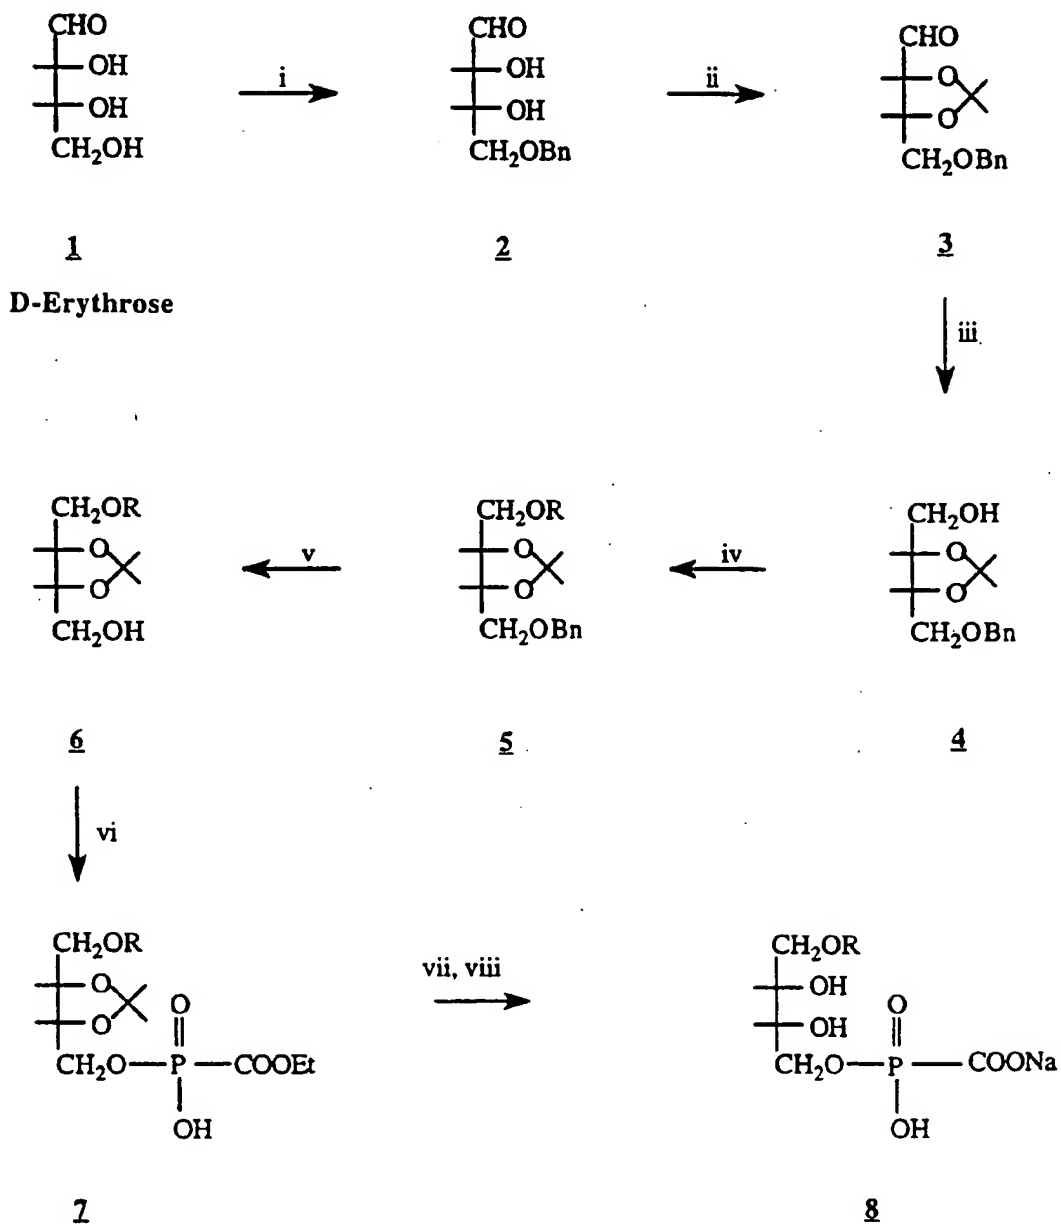 CHO
OH
OH
CH₂OH
1
D-Erythrose
i
CHO
OH
OH
CH₂OBn
2
ii
CHO
O
O
CH₂OBn
3
iii
CH₂OR
O
O
CH₂OH
6
v
CH₂OR
O
O
CH₂OBn
5
iv
CH₂OH
O
O
CH₂OBn
4
vi
CH₂OR
O
O
O
CH₂O P COOEt
OH
7
vii, viii
CH₂OR
OH
OH
O
CH₂O P COONa
OH
8